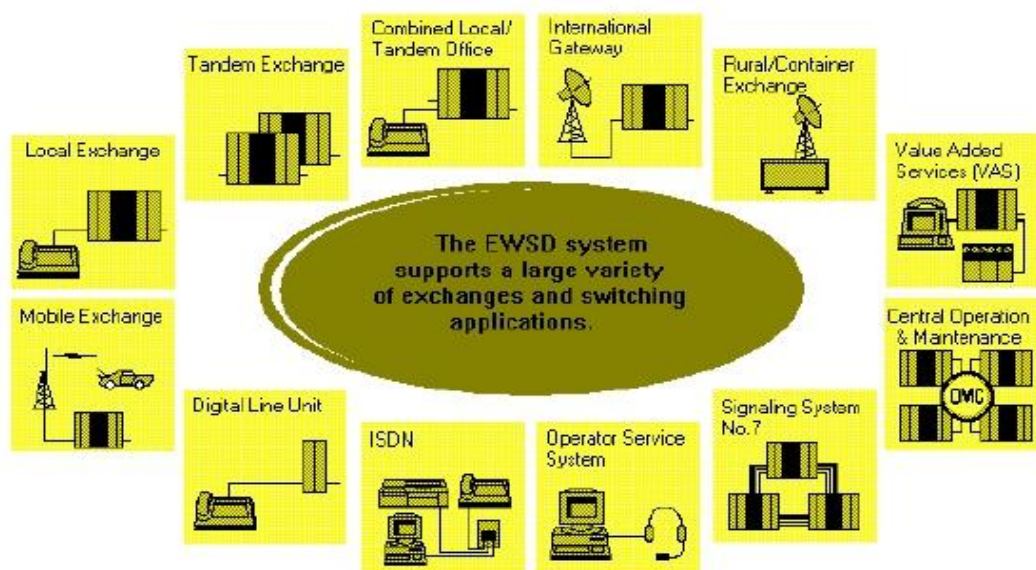 Combined Local/
Tandem Office
International
Gateway
Tandem Exchange
Rural/Container
Exchange
Local Exchange
Value Added
Services (VAS)
The EWSD system
supports a large variety
of exchanges and switching
applications.
Mobile Exchange
Central Operation
& Maintenance
OMC
Digital Line Unit
ISDN
Operator Service
System
Signaling System
No.7